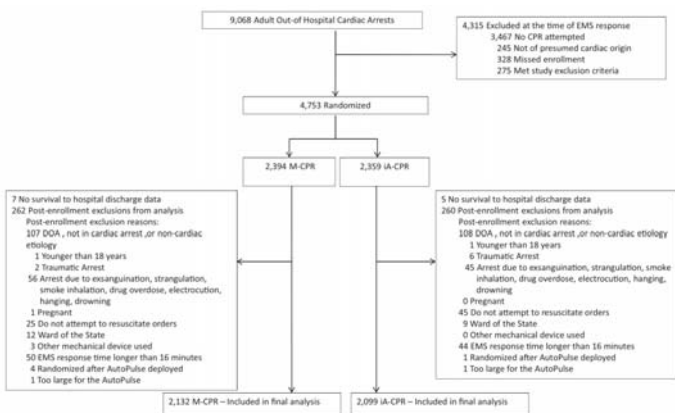 9,068 Adult Out-of Hospital Cardiac Arrests
4,315 Excluded at the time of EMS response
3,467 No CPR attempted
245 Not of presumed cardiac origin
328 Missed enrollment
275 Met study exclusion criteria
4,753 Randomized
2,394 M-CPR
2,359 iA-CPR
7 No survival to hospital discharge data
262 Post-enrollment exclusions from analysis
Post-enrollment exclusion reasons:
107 DOA , not in cardiac arrest ,or non-cardiac
etiology
1 Younger than 18 years
2 Traumatic Arrest
56 Arrest due to exsanguination, strangulation,
smoke inhalation, drug overdose, electrocution,
hanging, drowning
1 Pregnant
25 Do not attempt to resuscitate orders
12 Ward of the State
3 Other mechanical device used
50 EMS response time longer than 16 minutes
4 Randomized after AutoPulse deployed
1 Too large for the AutoPulse
5 No survival to hospital discharge data
260 Post-enrollment exclusions from analysis
Post-enrollment exclusion reasons:
108 DOA , not in cardiac arrest ,or non-cardiac etiology
1 Younger than 18 years
6 Traumatic Arrest
45 Arrest due to exsanguination, strangulation, smoke
inhalation, drug overdose, electrocution, hanging,
drowning
0 Pregnant
45 Do not attempt to resuscitate orders
9 Ward of the State
0 Other mechanical device used
44 EMS response time longer than 16 minutes
1 Randomized after AutoPulse deployed
1 Too large for the AutoPulse
2,132 M-CPR – Included in final analysis
2,099 iA-CPR – Included in final analysis